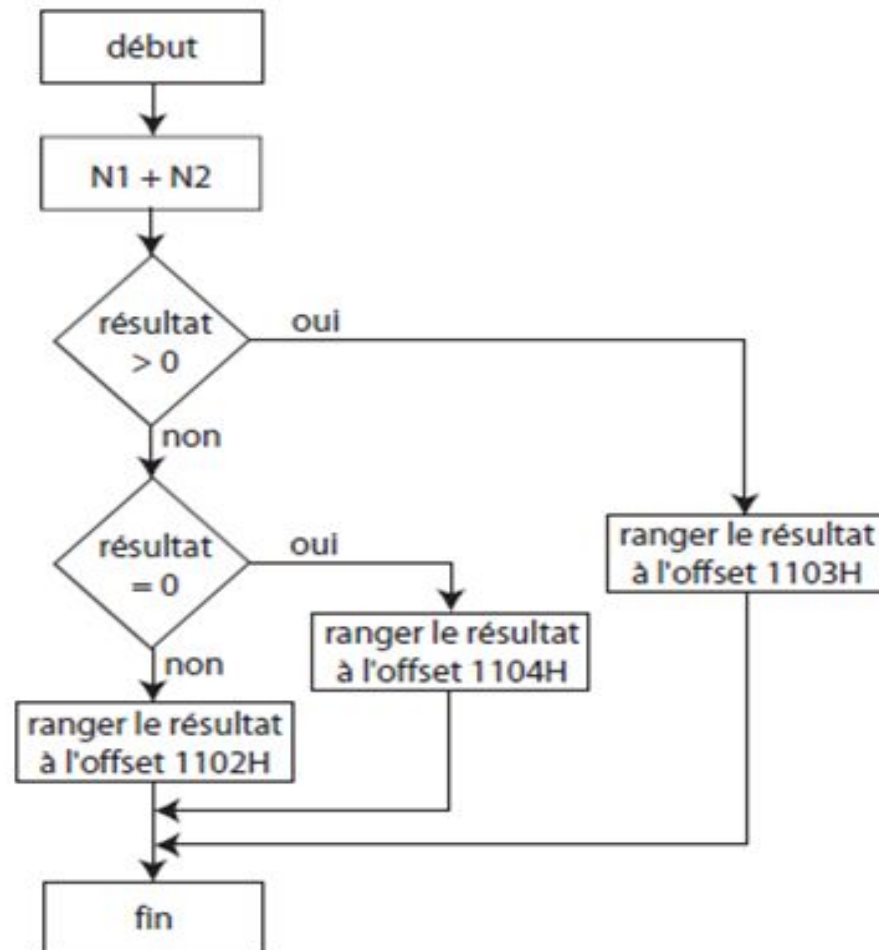 début
N1 + N2
résultat
> 0
oui
non
résultat
= 0
oui
non
ranger le résultat
à l'offset 1103H
ranger le résultat
à l'offset 1104H
ranger le résultat
à l'offset 1102H
fin